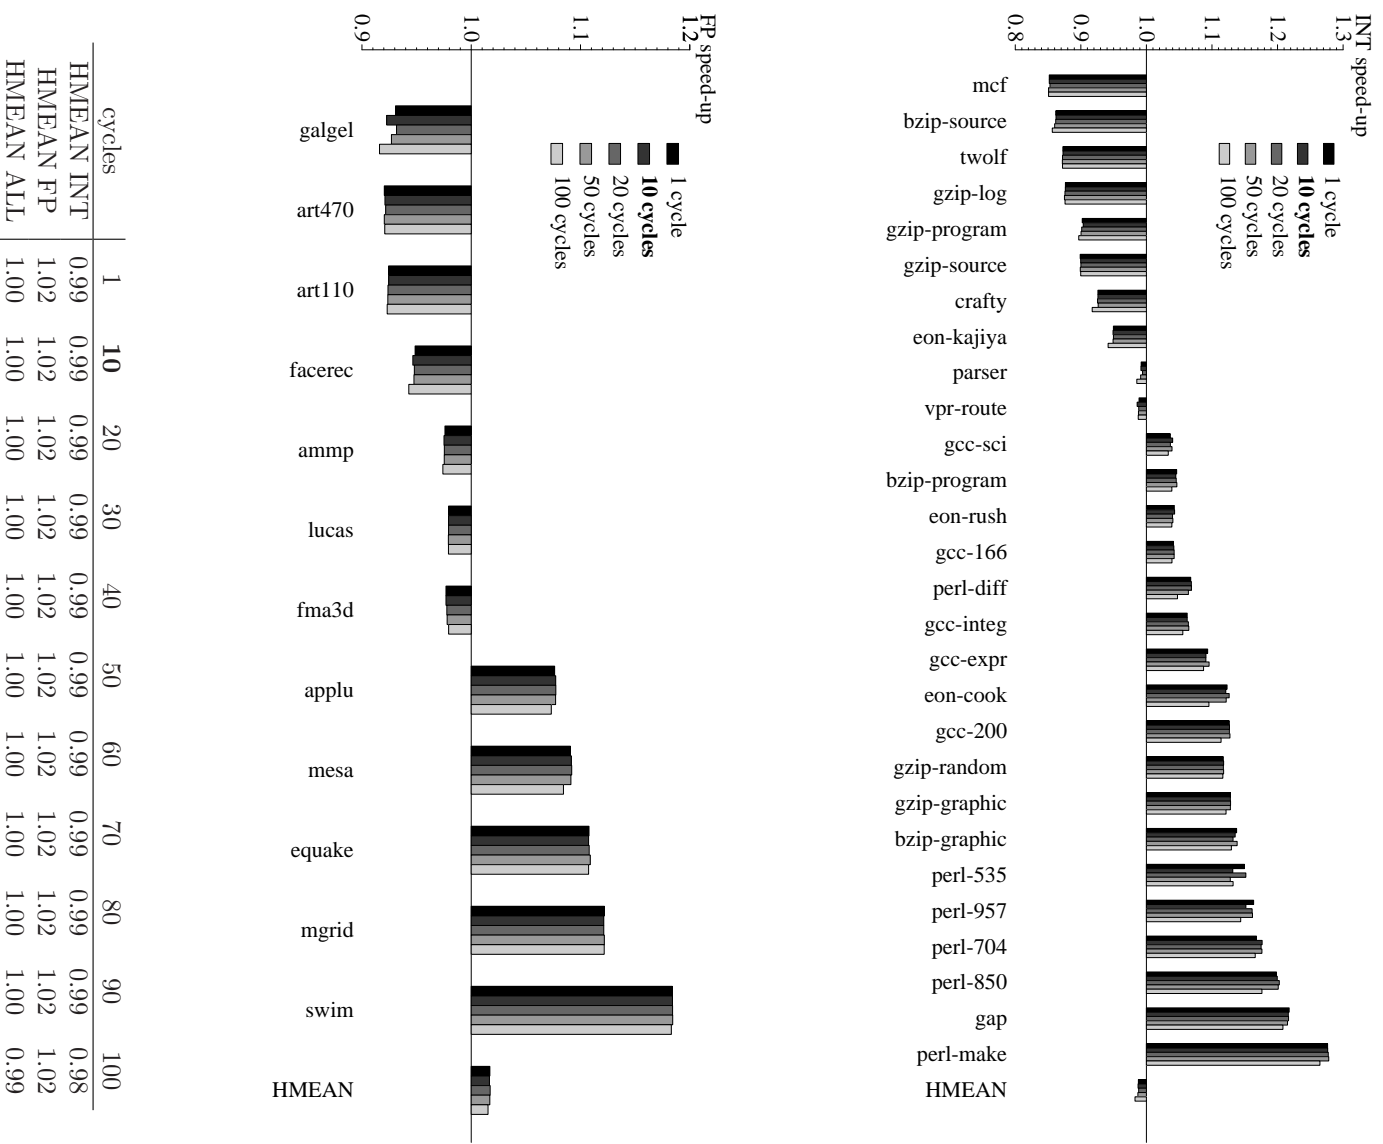 INT speed-up
1.3
1.2
1.1
1.0
0.9
0.8
1 cycle
10 cycles
20 cycles
50 cycles
100 cycles
mcf
bzip-source
twolf
gzip-log
gzip-program
gzip-source
crafty
eon-kajiya
parser
vpr-route
gcc-sci
bzip-program
eon-rush
gcc-166
perl-diff
gcc-integ
gcc-expr
eon-cook
gcc-200
gzip-random
gzip-graphic
bzip-graphic
perl-535
perl-957
perl-704
perl-850
gap
perl-make
HMEAN
FP speed-up
1.2
1.1
1.0
0.9
1 cycle
10 cycles
20 cycles
50 cycles
100 cycles
galgel
art470
art110
facerec
ammp
lucas
fma3d
applu
mesa
equake
mgrid
swim
HMEAN
cycles 1 10 20 30 40 50 60 70 80 90 100
HMEAN INT 0.99 0.99 0.99 0.99 0.99 0.99 0.99 0.99 0.99 0.99 0.98
HMEAN FP 1.02 1.02 1.02 1.02 1.02 1.02 1.02 1.02 1.02 1.02 1.02
HMEAN ALL 1.00 1.00 1.00 1.00 1.00 1.00 1.00 1.00 1.00 1.00 0.99